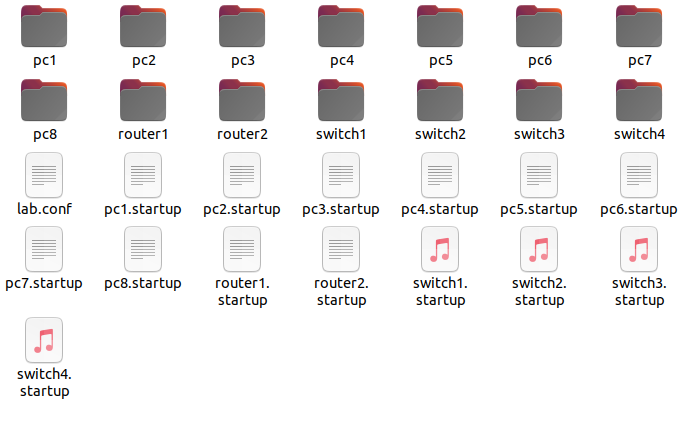 pc1 pc2 pc3 pc4 pc5 pc6 pc7
pc8 router1 router2 switch1 switch2 switch3 switch4
lab.conf pc1.startup pc2.startup pc3.startup pc4.startup pc5.startup pc6.startup
pc7.startup pc8.startup router1. router2. switch1. switch2. switch3.
startup startup startup startup startup
switch4.
startup